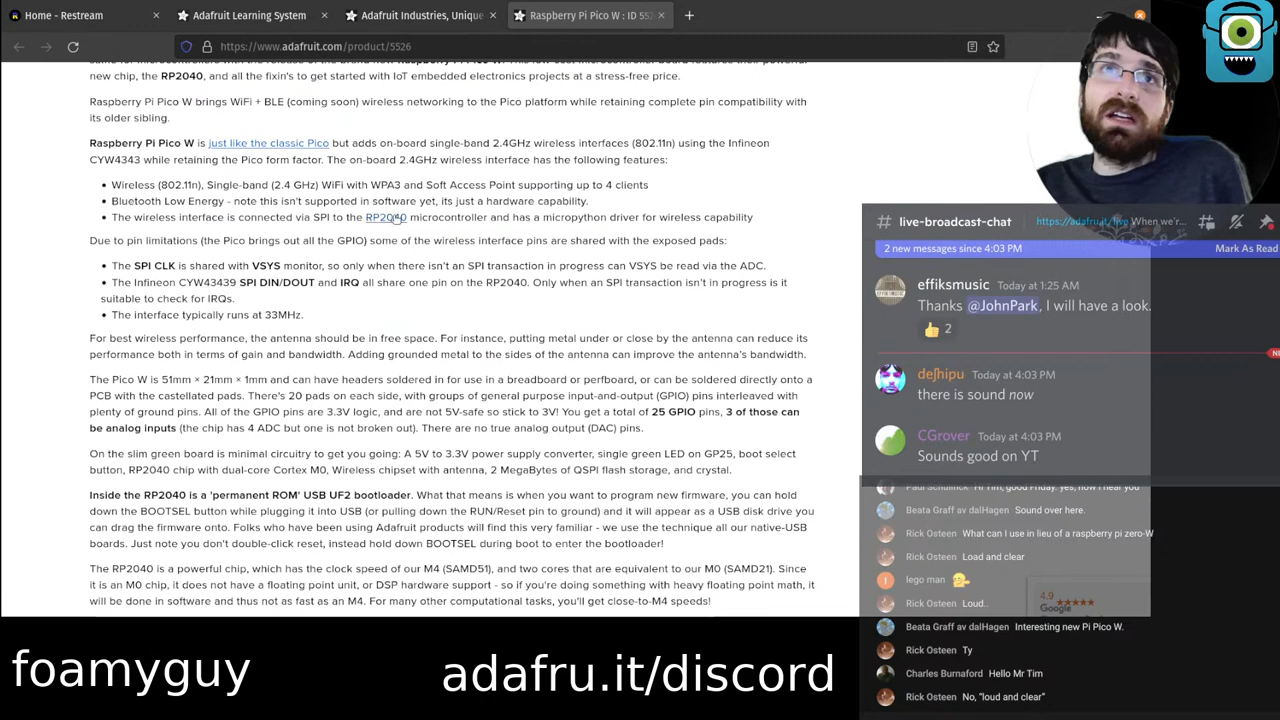 Home - Restream
Adafruit Learning System
Adafruit Industries, Unique
Raspberry Pi Pico W : ID 552
https://www.adafruit.com/product/5526
new chip, the RP2040, and all the fixin's to get started with IoT embedded electronics projects at a stress-free price.
Raspberry Pi Pico W brings WiFi + BLE (coming soon) wireless networking to the Pico platform while retaining complete pin compatibility with
its older sibling.
Raspberry Pi Pico W is just like the classic Pico but adds on-board single-band 2.4GHz wireless interfaces (802.11n) using the Infineon
CYW4343 while retaining the Pico form factor. The on-board 2.4GHz wireless interface has the following features:
• Wireless (802.11n), Single-band (2.4 GHz) WiFi with WPA3 and Soft Access Point supporting up to 4 clients
• Bluetooth Low Energy - note this isn't supported in software yet, its just a hardware capability.
• The wireless interface is connected via SPI to the RP2040 microcontroller and has a micropython driver for wireless capability
Due to pin limitations (the Pico brings out all the GPIO) some of the wireless interface pins are shared with the exposed pads:
• The SPI CLK is shared with VSYS monitor, so only when there isn't an SPI transaction in progress can VSYS be read via the ADC.
• The Infineon CYW43439 SPI DIN/DOUT and IRQ all share one pin on the RP2040. Only when an SPI transaction isn't in progress is it
suitable to check for IRQs.
• The interface typically runs at 33MHz.
For best wireless performance, the antenna should be in free space. For instance, putting metal under or close by the antenna can reduce its
performance both in terms of gain and bandwidth. Adding grounded metal to the sides of the antenna can improve the antenna's bandwidth.
The Pico W is 51mm × 21mm × 1mm and can have headers soldered in for use in a breadboard or perfboard, or can be soldered directly onto a
PCB with the castellated pads. There's 20 pads on each side, with groups of general purpose input-and-output (GPIO) pins interleaved with
plenty of ground pins. All of the GPIO pins are 3.3V logic, and are not 5V-safe so stick to 3V! You get a total of 25 GPIO pins, 3 of those can
be analog inputs (the chip has 4 ADC but one is not broken out). There are no true analog output (DAC) pins.
On the slim green board is minimal circuitry to get you going: A 5V to 3.3V power supply converter, single green LED on GP25, boot select
button, RP2040 chip with dual-core Cortex M0, Wireless chipset with antenna, 2 MegaBytes of QSPI flash storage, and crystal.
Inside the RP2040 is a 'permanent ROM' USB UF2 bootloader. What that means is when you want to program new firmware, you can hold
down the BOOTSEL button while plugging it into USB (or pulling down the RUN/Reset pin to ground) and it will appear as a USB disk drive you
can drag the firmware onto. Folks who have been using Adafruit products will find this very familiar - we use the technique all our native-USB
boards. Just note you don't double-click reset, instead hold down BOOTSEL during boot to enter the bootloader!
The RP2040 is a powerful chip, which has the clock speed of our M4 (SAMD51), and two cores that are equivalent to our M0 (SAMD21). Since
it is an M0 chip, it does not have a floating point unit, or DSP hardware support - so if you're doing something with heavy floating point math, it
will be done in software and thus not as fast as an M4. For many other computational tasks, you'll get close-to-M4 speeds!
# live-broadcast-chat https://adafru.it/live When we'r...
2 new messages since 4:03 PM Mark As Read
effiksmusic Today at 1:25 AM
Thanks @JohnPark, I will have a look.
2
deʃhipu Today at 4:03 PM
there is sound now
CGrover Today at 4:03 PM
Sounds good on YT
Beata Graff av dalHagen Sound over here.
Rick Osteen What can I use in lieu of a raspberry pi zero-W
Rick Osteen Load and clear
lego man
Rick Osteen Loud..
4.9
Google
Beata Graff av dalHagen Interesting new Pi Pico W.
Rick Osteen Ty
Charles Burnaford Hello Mr Tim
Rick Osteen No, "loud and clear"
foamyguy
adafru.it/discord